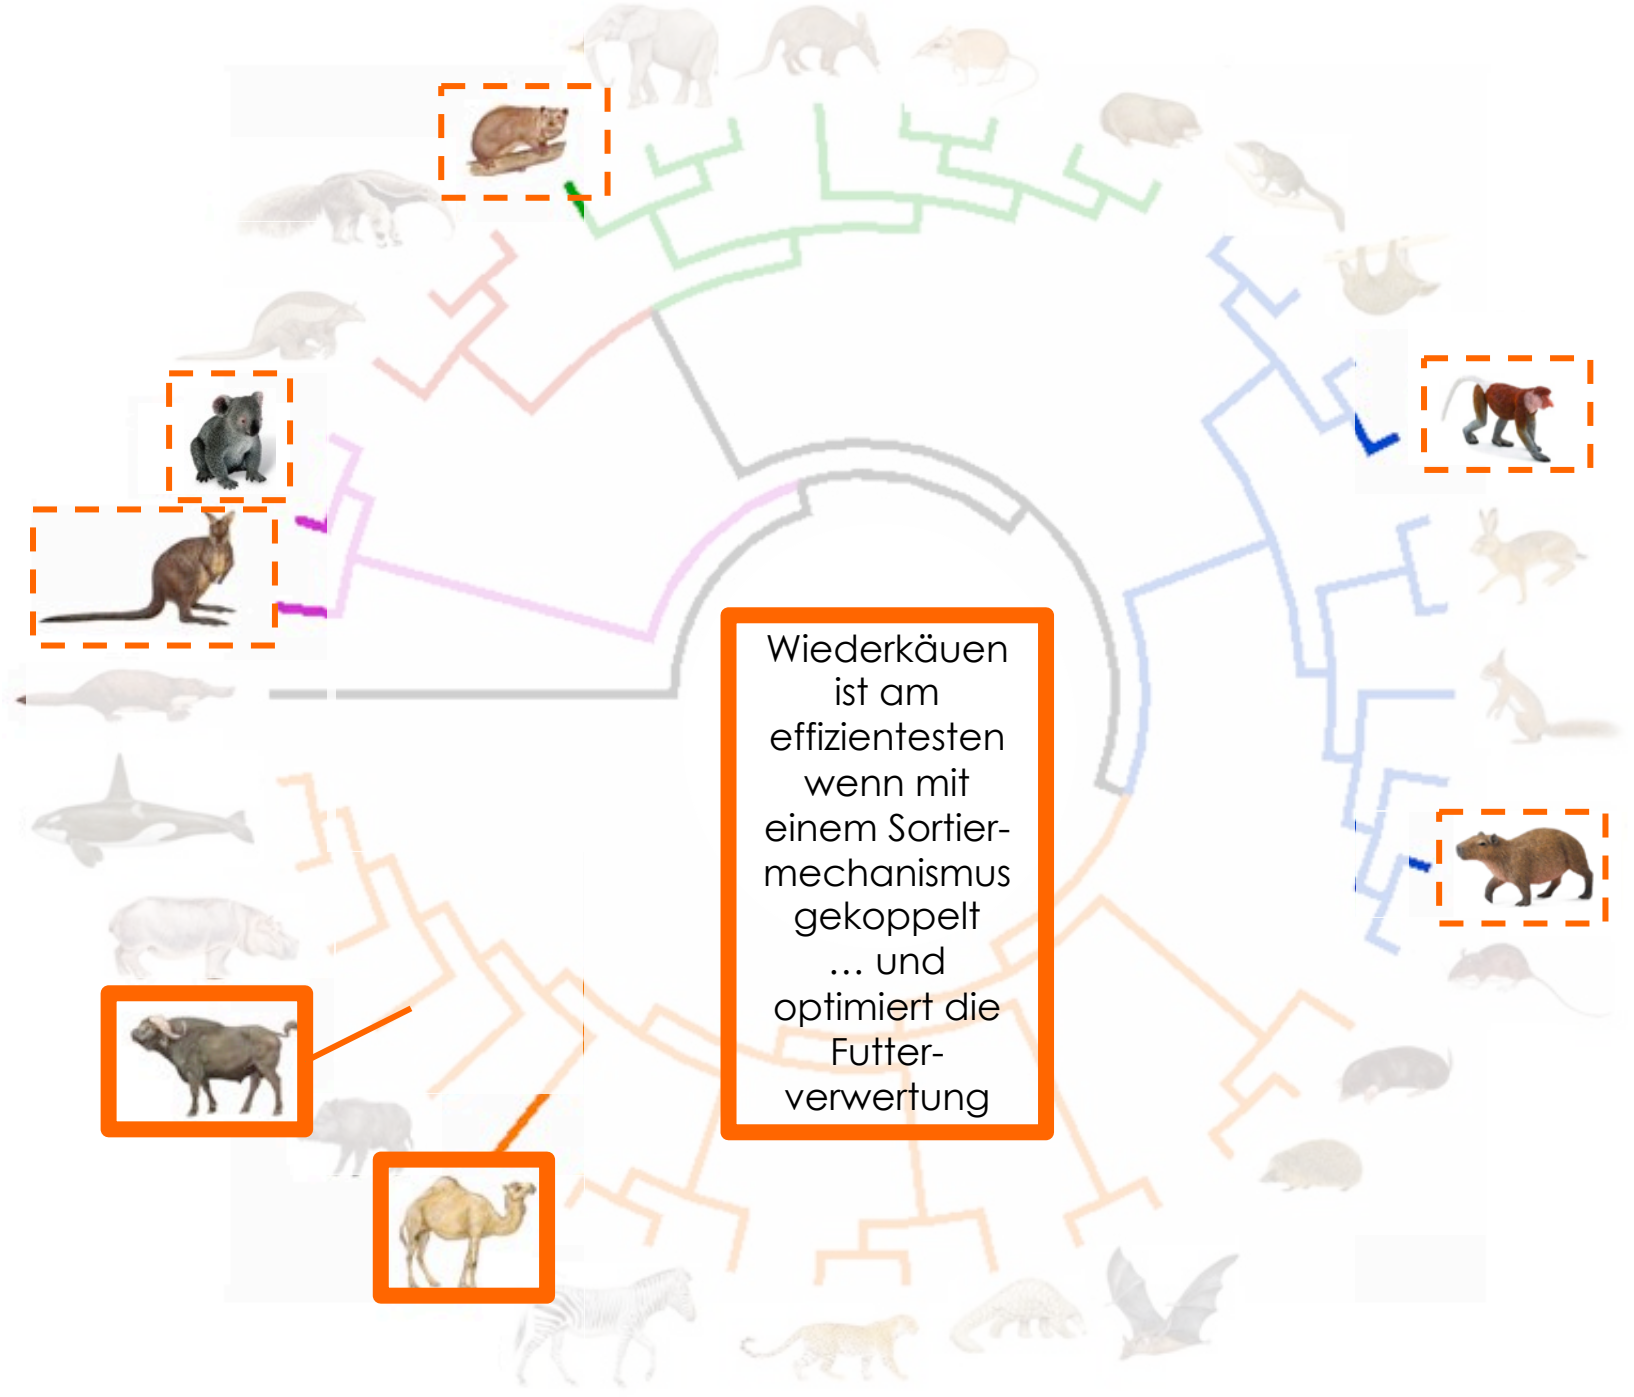 Wiederkäuen
ist am
effizientesten
wenn mit
einem Sortier-
mechanismus
gekoppelt
… und
optimiert die
Futter-
verwertung